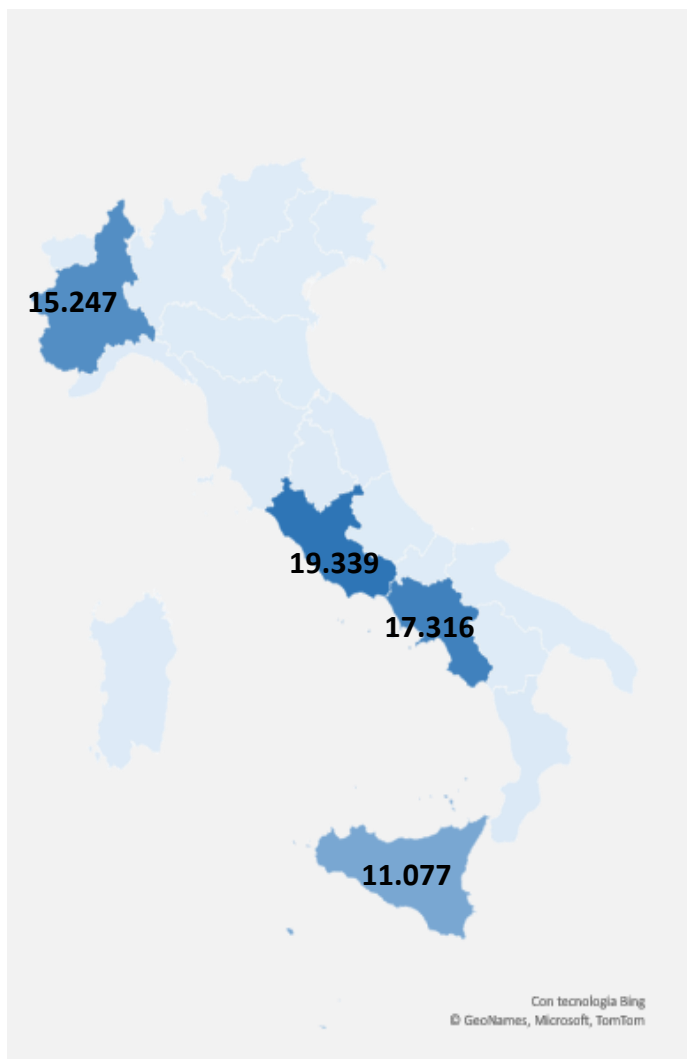 15.247
19.339
17.316
11.077
Con tecnologia Bing
© GeoNames, Microsoft, TomTom